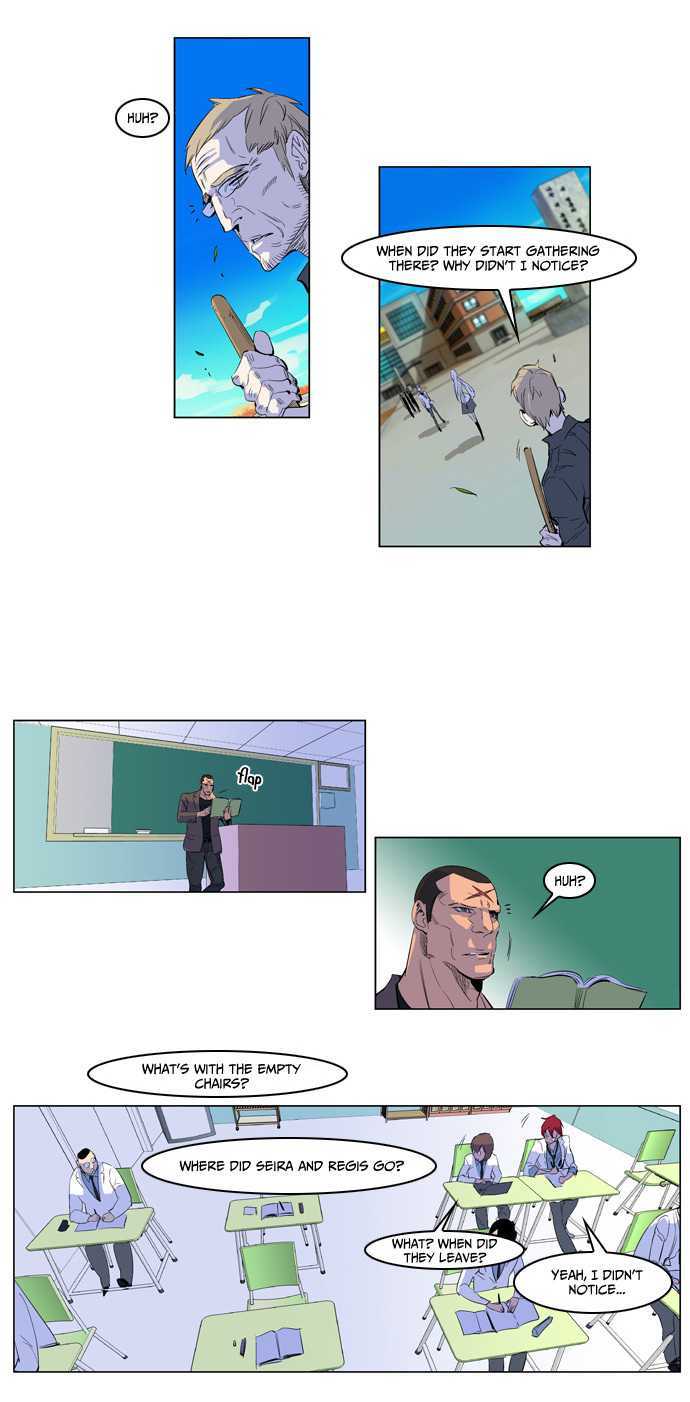 HUH?
WHEN DID THEY START GATHERING
THERE? WHY DIDN'T I NOTICE?
flap
HUH?
WHAT'S WITH THE EMPTY
CHAIRS?
WHERE DID SEIRA AND REGIS GO?
WHAT? WHEN DID
THEY LEAVE?
YEAH, I DIDN'T
NOTICE...